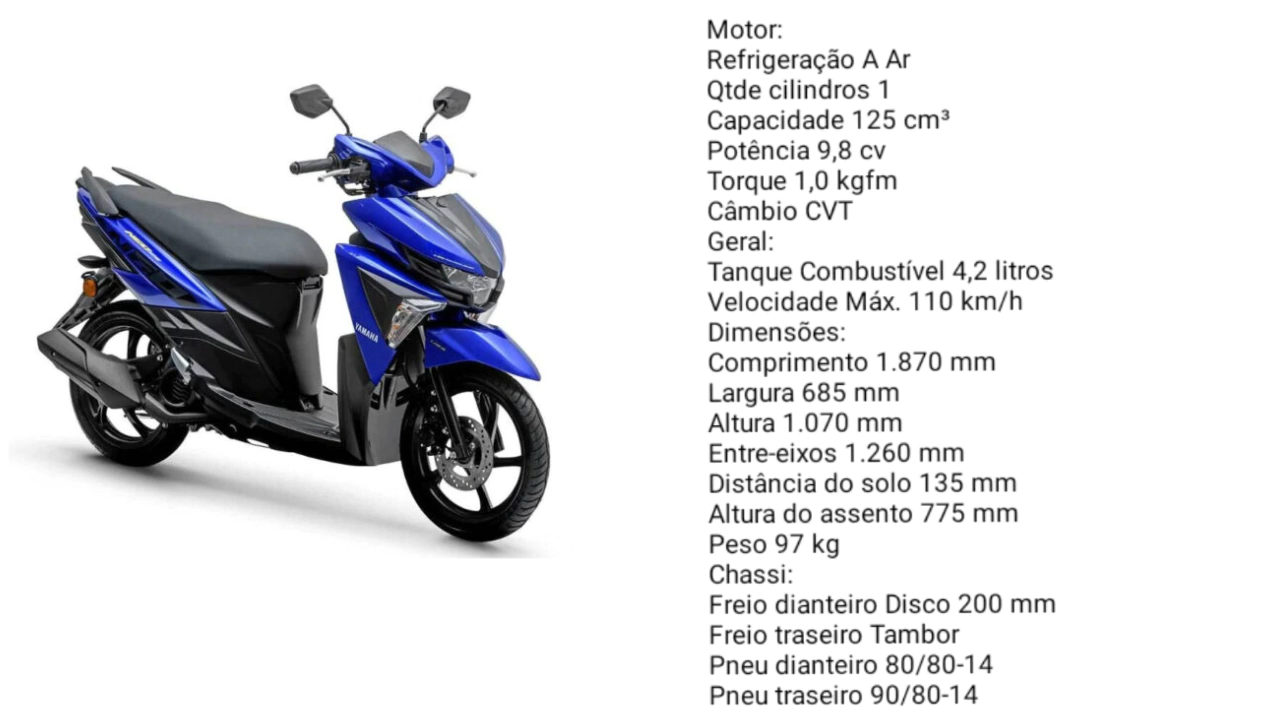 Motor:
Refrigeração A Ar
Qtde cilindros 1
Capacidade 125 cm³
Potência 9,8 cv
Torque 1,0 kgfm
Câmbio CVT
Geral:
Tanque Combustível 4,2 litros
Velocidade Máx. 110 km/h
Dimensões:
Comprimento 1.870 mm
Largura 685 mm
Altura 1.070 mm
Entre-eixos 1.260 mm
Distância do solo 135 mm
Altura do assento 775 mm
Peso 97 kg
Chassi:
Freio dianteiro Disco 200 mm
Freio traseiro Tambor
Pneu dianteiro 80/80-14
Pneu traseiro 90/80-14
YAMAHA